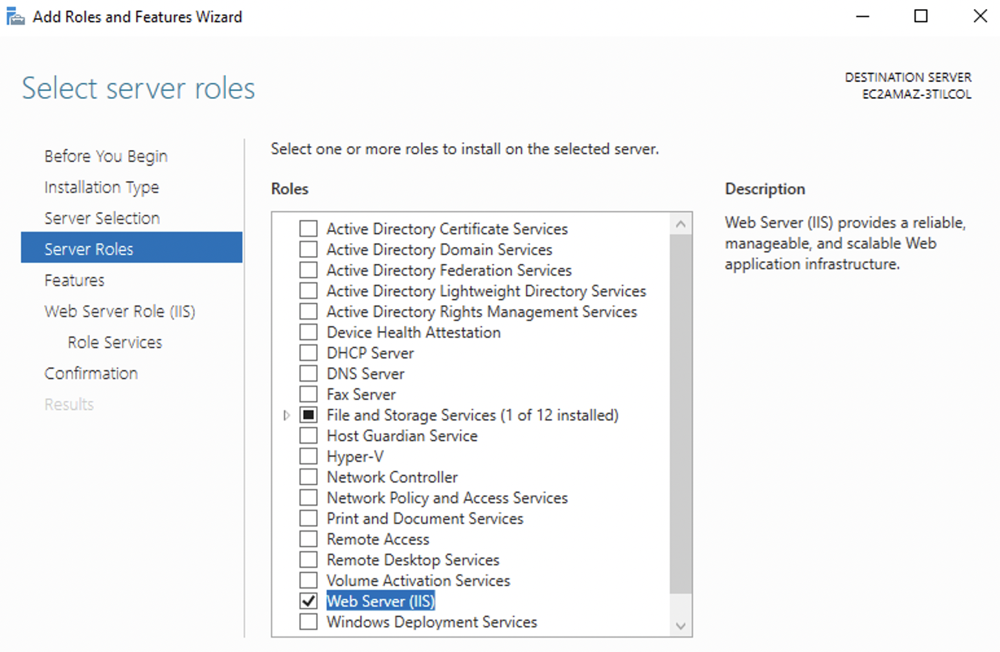 Add Roles and Features Wizard
Select server roles
DESTINATION SERVER
EC2AMAZ-3TILCOL
Before You Begin
Installation Type
Server Selection
Server Roles
Features
Web Server Role (IIS)
Role Services
Confirmation
Results
Select one or more roles to install on the selected server.
Roles
Active Directory Certificate Services
Active Directory Domain Services
Active Directory Federation Services
Active Directory Lightweight Directory Services
Active Directory Rights Management Services
Device Health Attestation
DHCP Server
DNS Server
Fax Server
File and Storage Services (1 of 12 installed)
Host Guardian Service
Hyper-V
Network Controller
Network Policy and Access Services
Print and Document Services
Remote Access
Remote Desktop Services
Volume Activation Services
Web Server (IIS)
Windows Deployment Services
Description
Web Server (IIS) provides a reliable,
manageable, and scalable Web
application infrastructure.